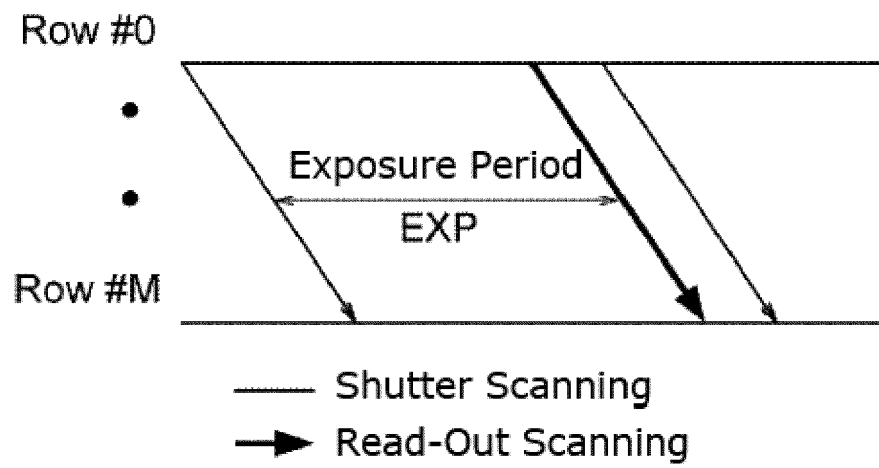 Row #0
Exposure Period
EXP
Row #M
Shutter Scanning
Read-Out Scanning